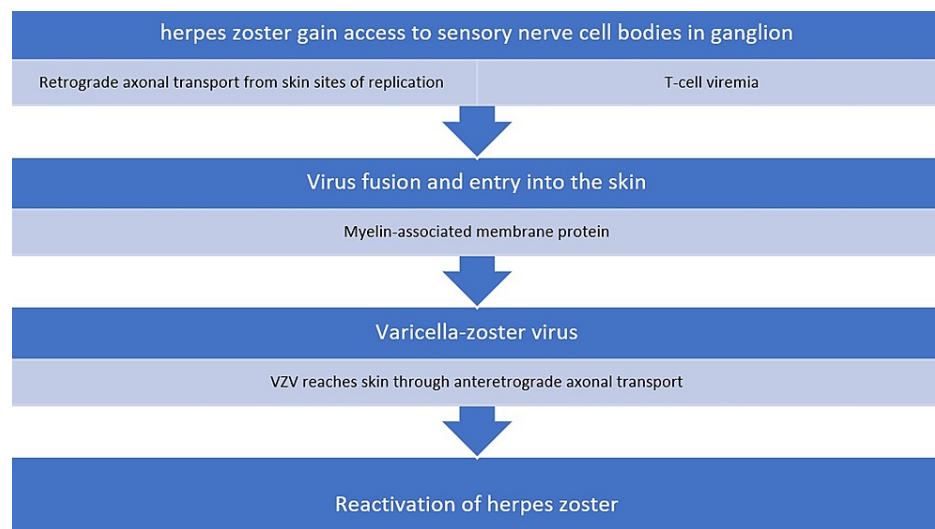 herpes zoster gain access to sensory nerve cell bodies in ganglion
Retrograde axonal transport from skin sites of replication
T-cell viremia
Virus fusion and entry into the skin
Myelin-associated membrane protein
Varicella-zoster virus
VZV reaches skin through anteretrograde axonal transport
Reactivation of herpes zoster